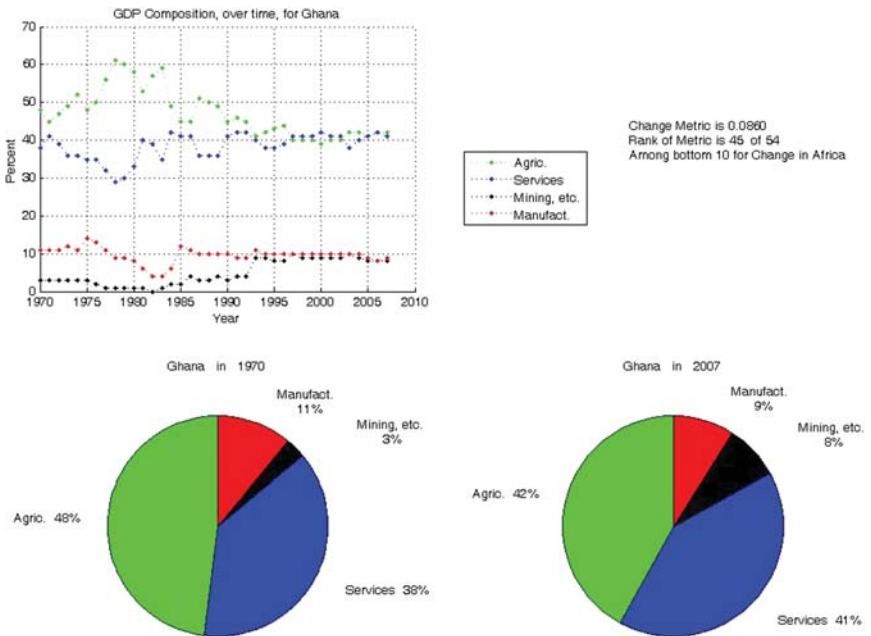 GDP Composition, over time, for Ghana
70
60
50
40
30
20
10
0
Percent
1970 1975 1980 1985 1990 1995 2000 2005 2010
Year
Agric.
Services
Mining, etc.
Manufact.
Change Metric is 0.0860
Rank of Metric is 45 of 54
Among bottom 10 for Change in Africa
Ghana in 1970
Manufact.
11%
Mining, etc.
3%
Agric. 48%
Services 38%
Ghana in 2007
Manufact.
9%
Mining, etc.
8%
Agric. 42%
Services 41%